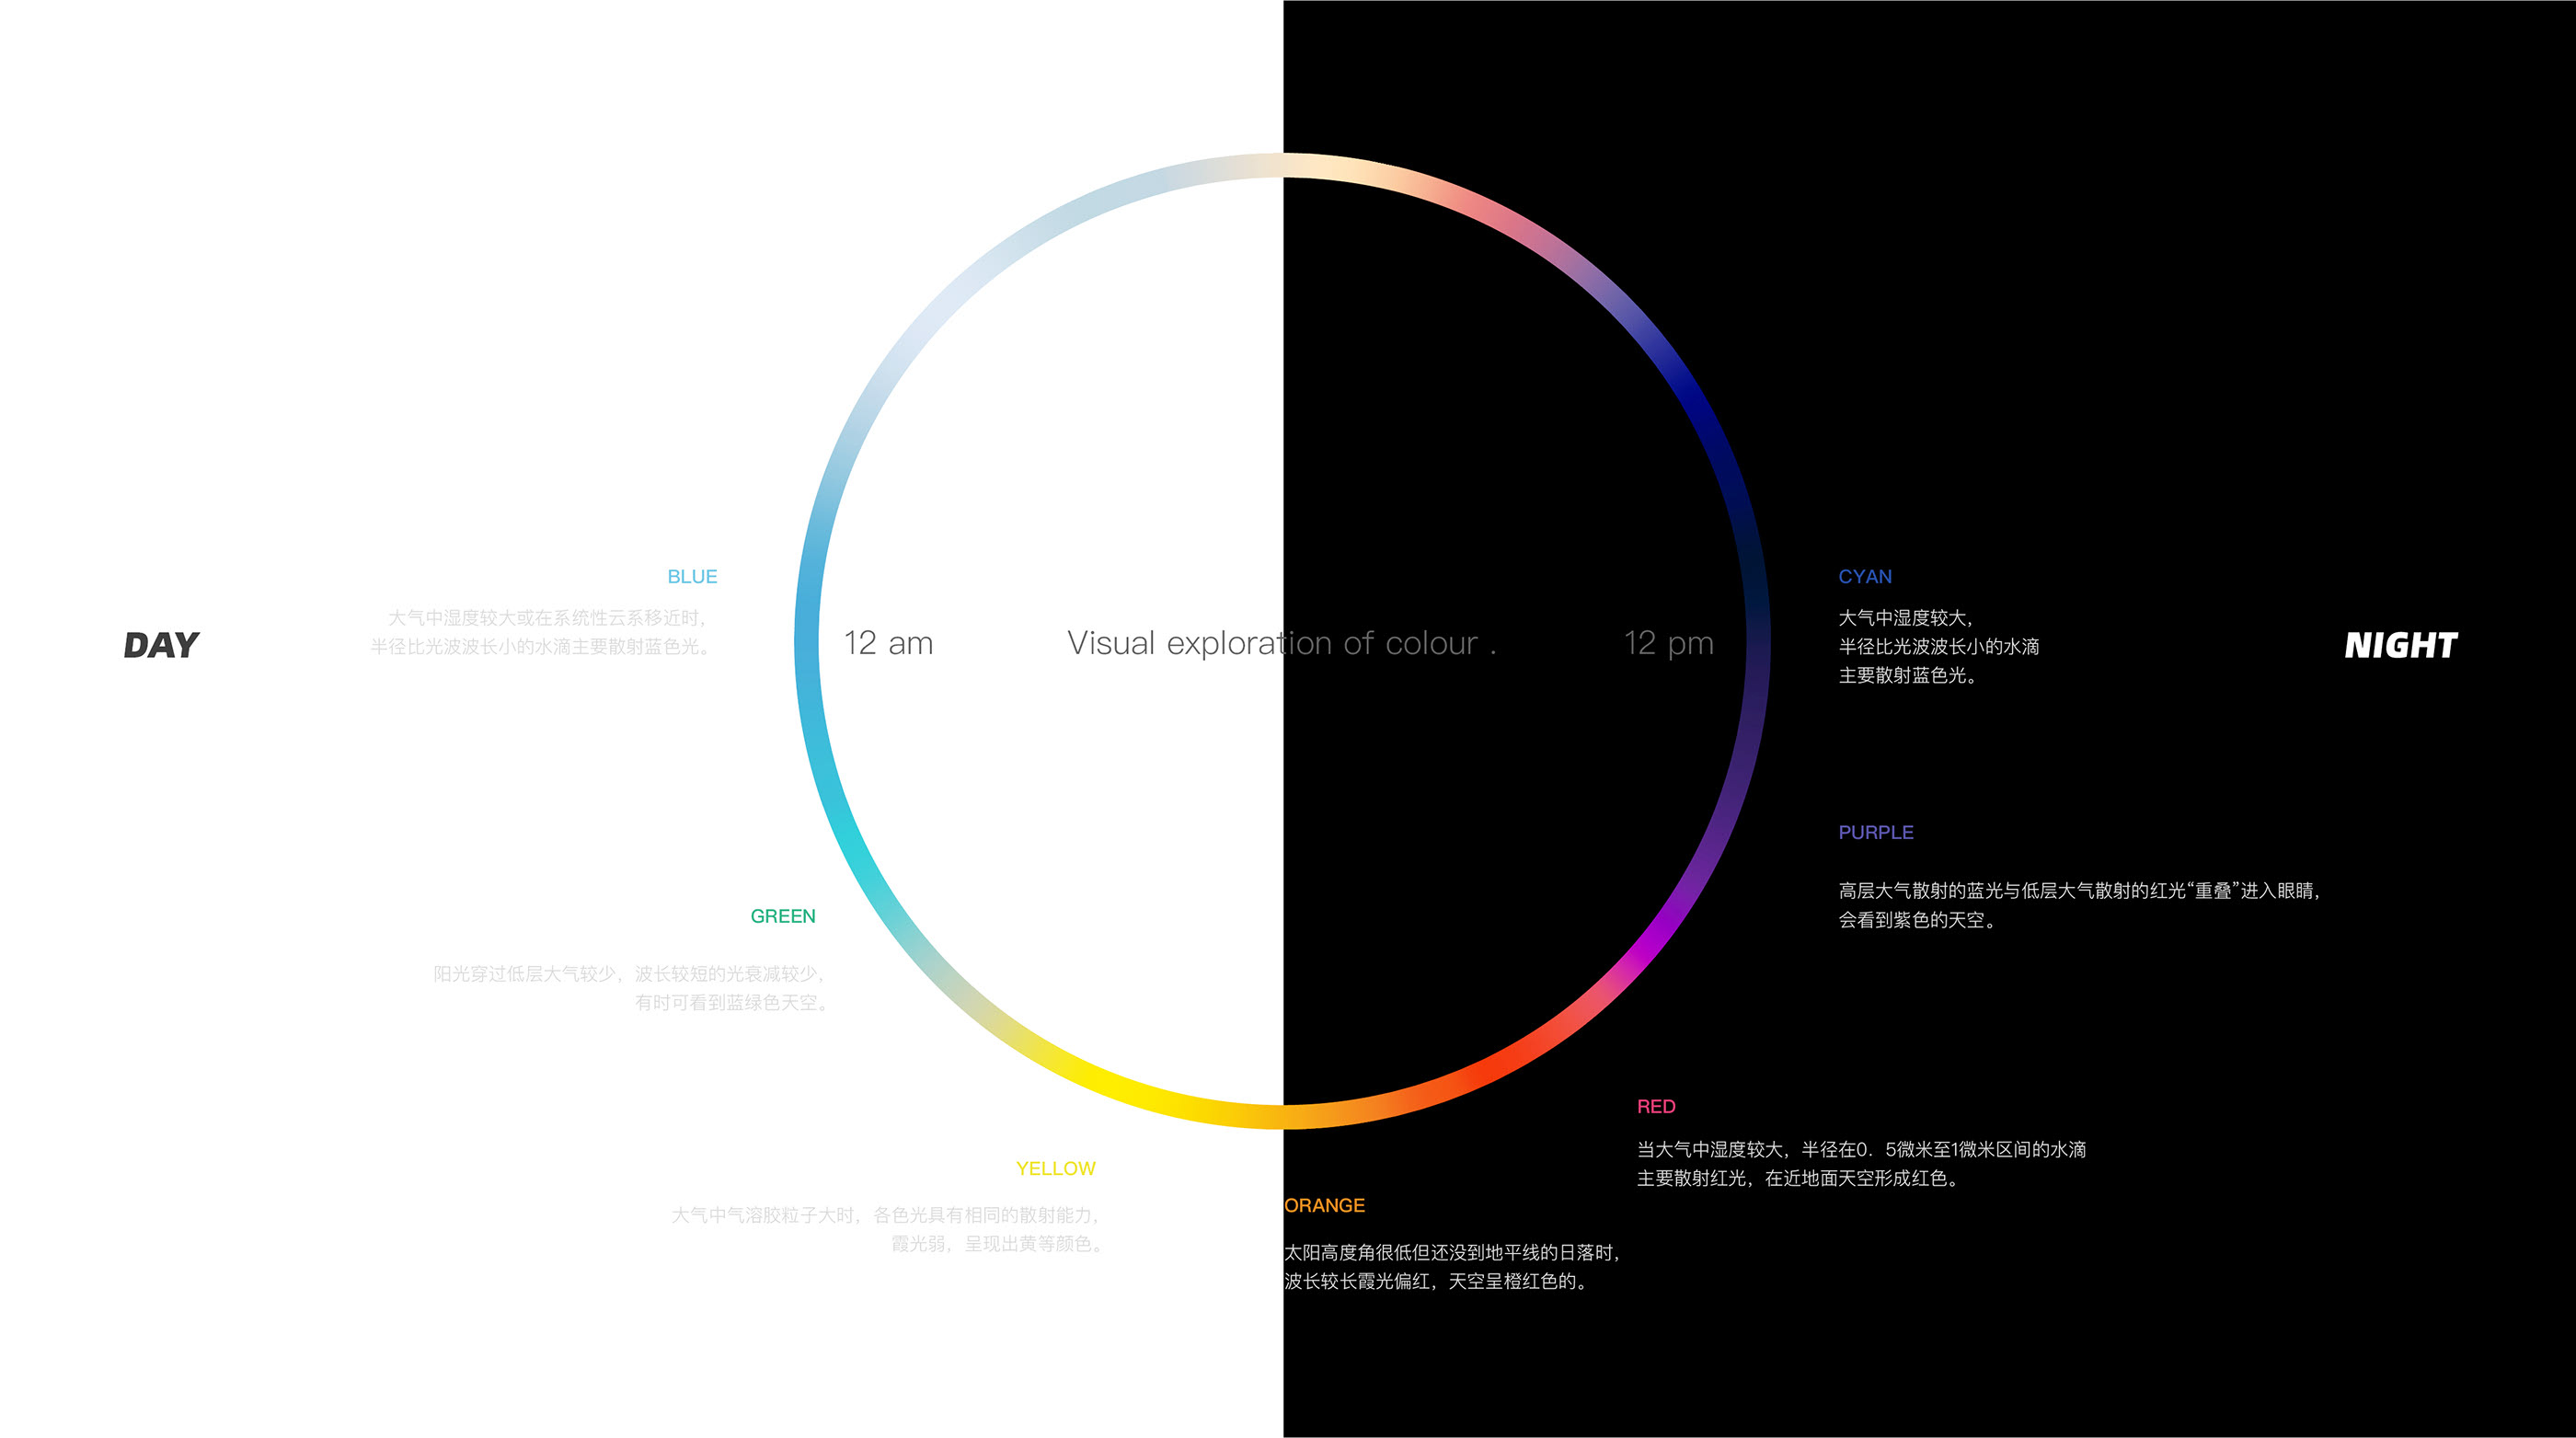 DAY
BLUE
大气中湿度较大或在系统性云系移近时，
半径比光波波长小的水滴主要散射蓝色光。
GREEN
阳光穿过低层大气较少，波长较短的光衰减较少，
有时可看到蓝绿色天空。
YELLOW
大气中气溶胶粒子大时，各色光具有相同的散射能力，
霞光弱，呈现出黄等颜色。
12 am
Visual exploration of colour .
12 pm
ORANGE
太阳高度角很低但还没到地平线的日落时，
波长较长霞光偏红，天空呈橙红色的。
RED
当大气中湿度较大，半径在0．5微米至1微米区间的水滴
主要散射红光，在近地面天空形成红色。
PURPLE
高层大气散射的蓝光与低层大气散射的红光“重叠”进入眼睛，
会看到紫色的天空。
CYAN
大气中湿度较大，
半径比光波波长小的水滴
主要散射蓝色光。
NIGHT